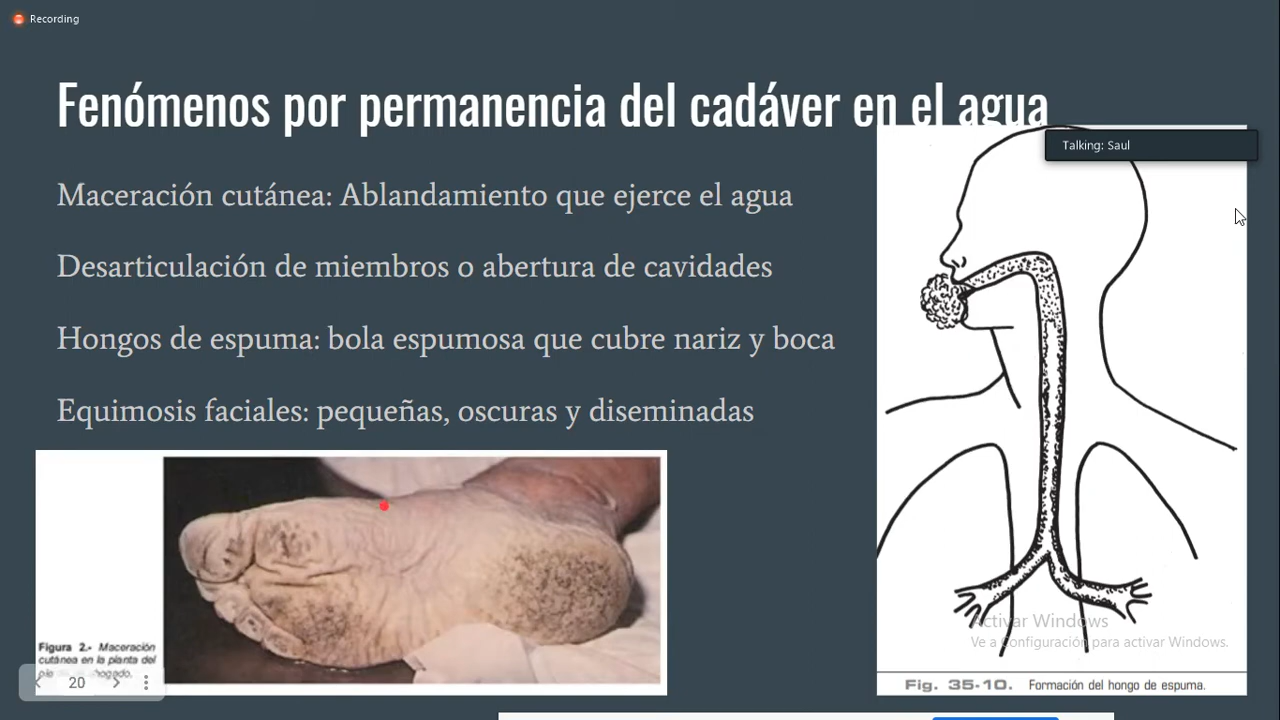 Recording
Fenómenos por permanencia del cadáver en el agua
Talking: Saul
Maceración cutánea: Ablandamiento que ejerce el agua
Desarticulación de miembros o abertura de cavidades
Hongos de espuma: bola espumosa que cubre nariz y boca
Equimosis faciales: pequeñas, oscuras y diseminadas
Figura 2.- Maceración
cutánea en la planta del
pie ahogado.
20
Activar Windows
Ve a Configuración para activar Windows.
Fig. 35-10. Formación del hongo de espuma.